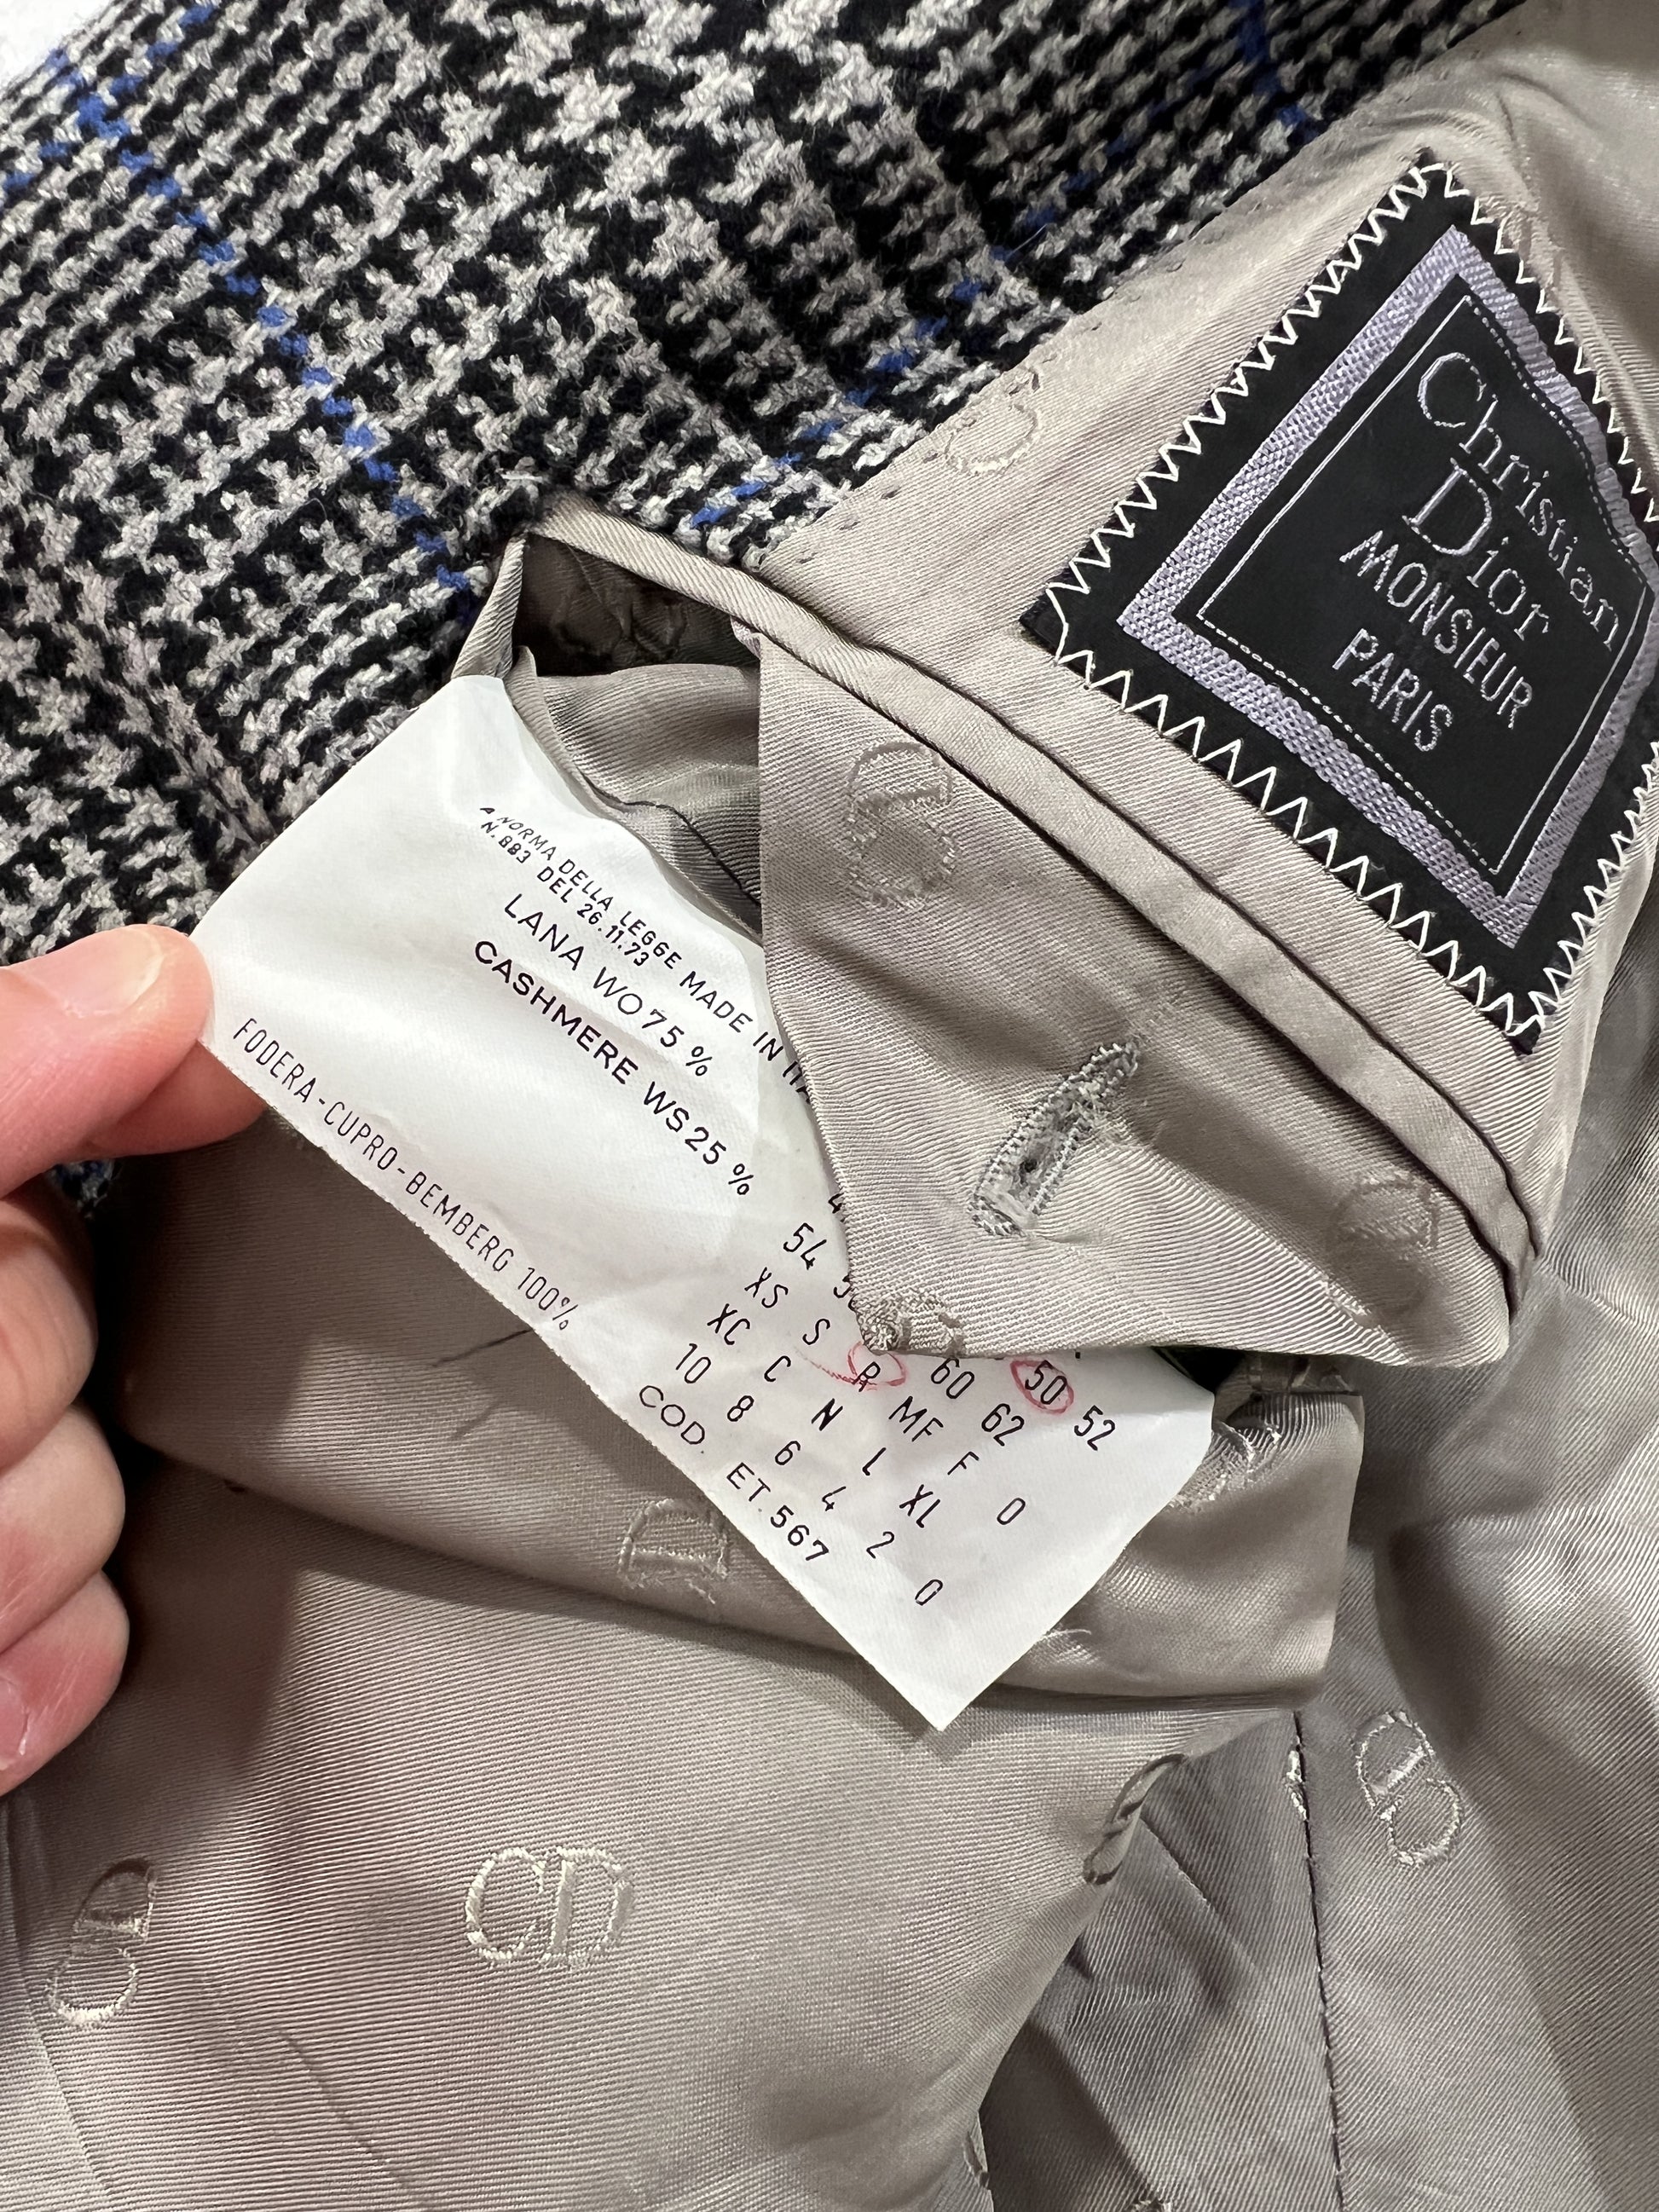 Christian
Dior
MONSIEUR
PARIS
A NORMA DELLA LEGGE MADE IN
N. 883 DEL 26.11.73
LANA WO 75 %
CASHMERE WS 25 %
FODERA-CUPRO-BEMBERG 100%
50 52
54 60 62
XS S R MF F 0
XC C N L XL
10 8 6 4 2 0
COD. ET. 567
CD
CD